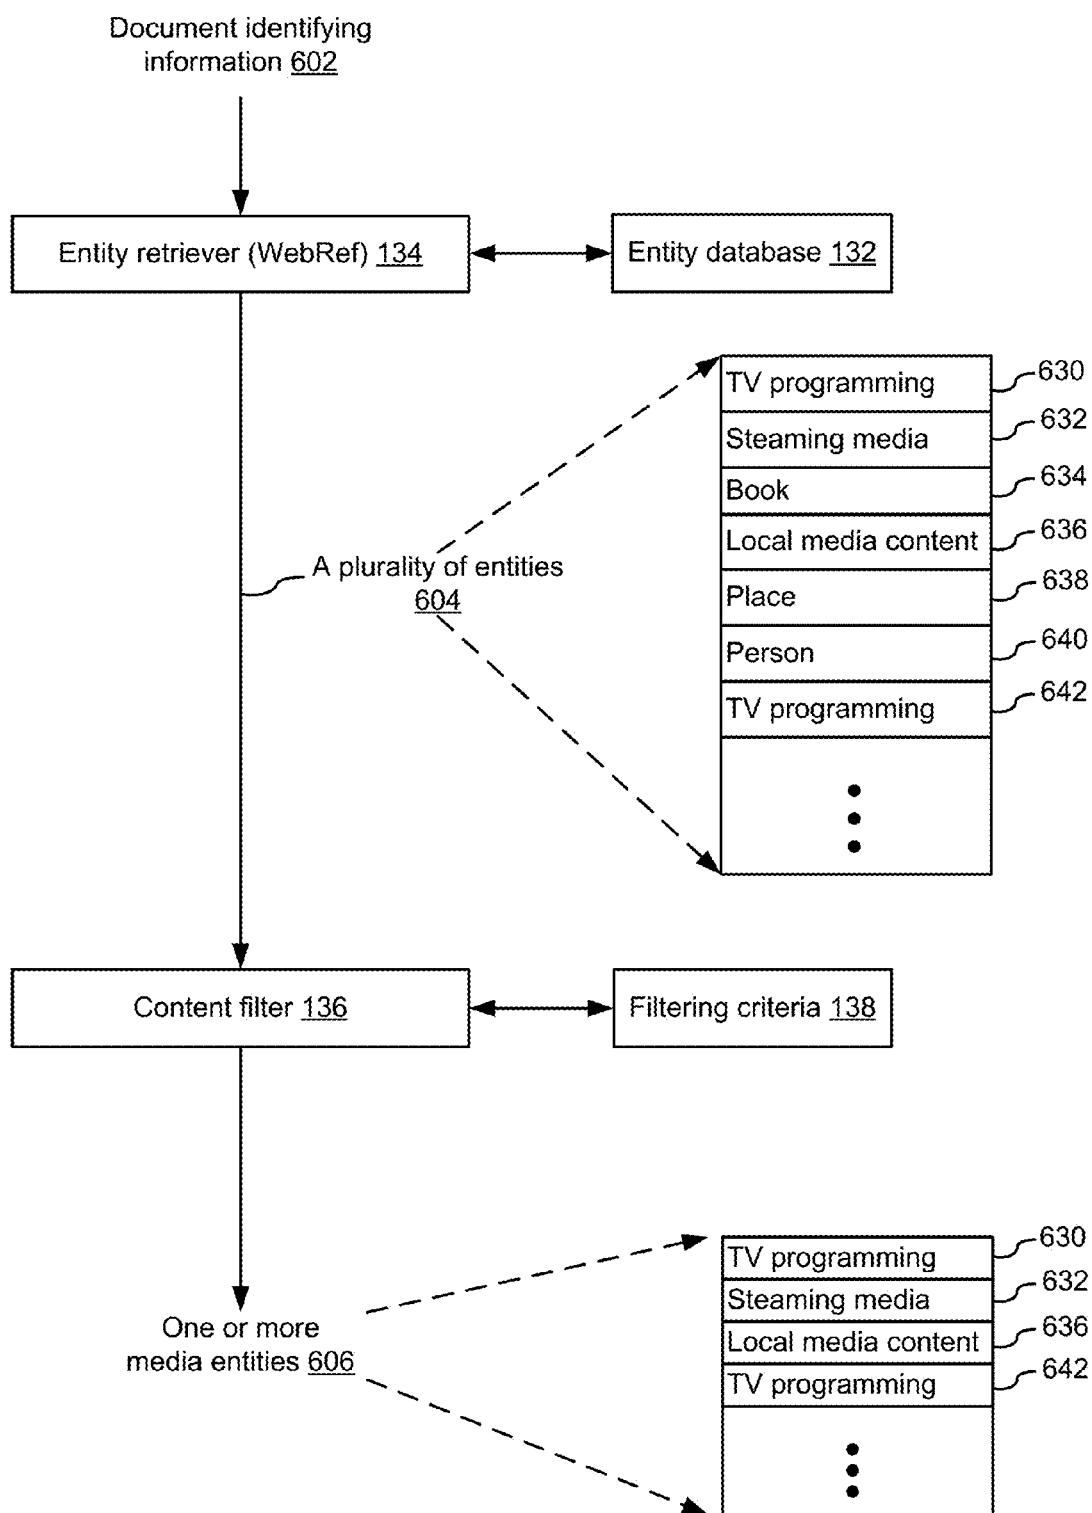 Document identifying
information 602
Entity retriever (WebRef) 134
Entity database 132
TV programming
630
Steaming media
632
Book
634
Local media content
636
Place
638
Person
640
TV programming
642
A plurality of entities
604
Content filter 136
Filtering criteria 138
One or more
media entities 606
TV programming
630
Steaming media
632
Local media content
636
TV programming
642